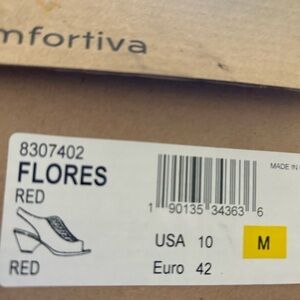 mfortiva
8307402
FLORES
RED
1 90135 34363 6
MADE IN
USA 10
M
RED
Euro 42